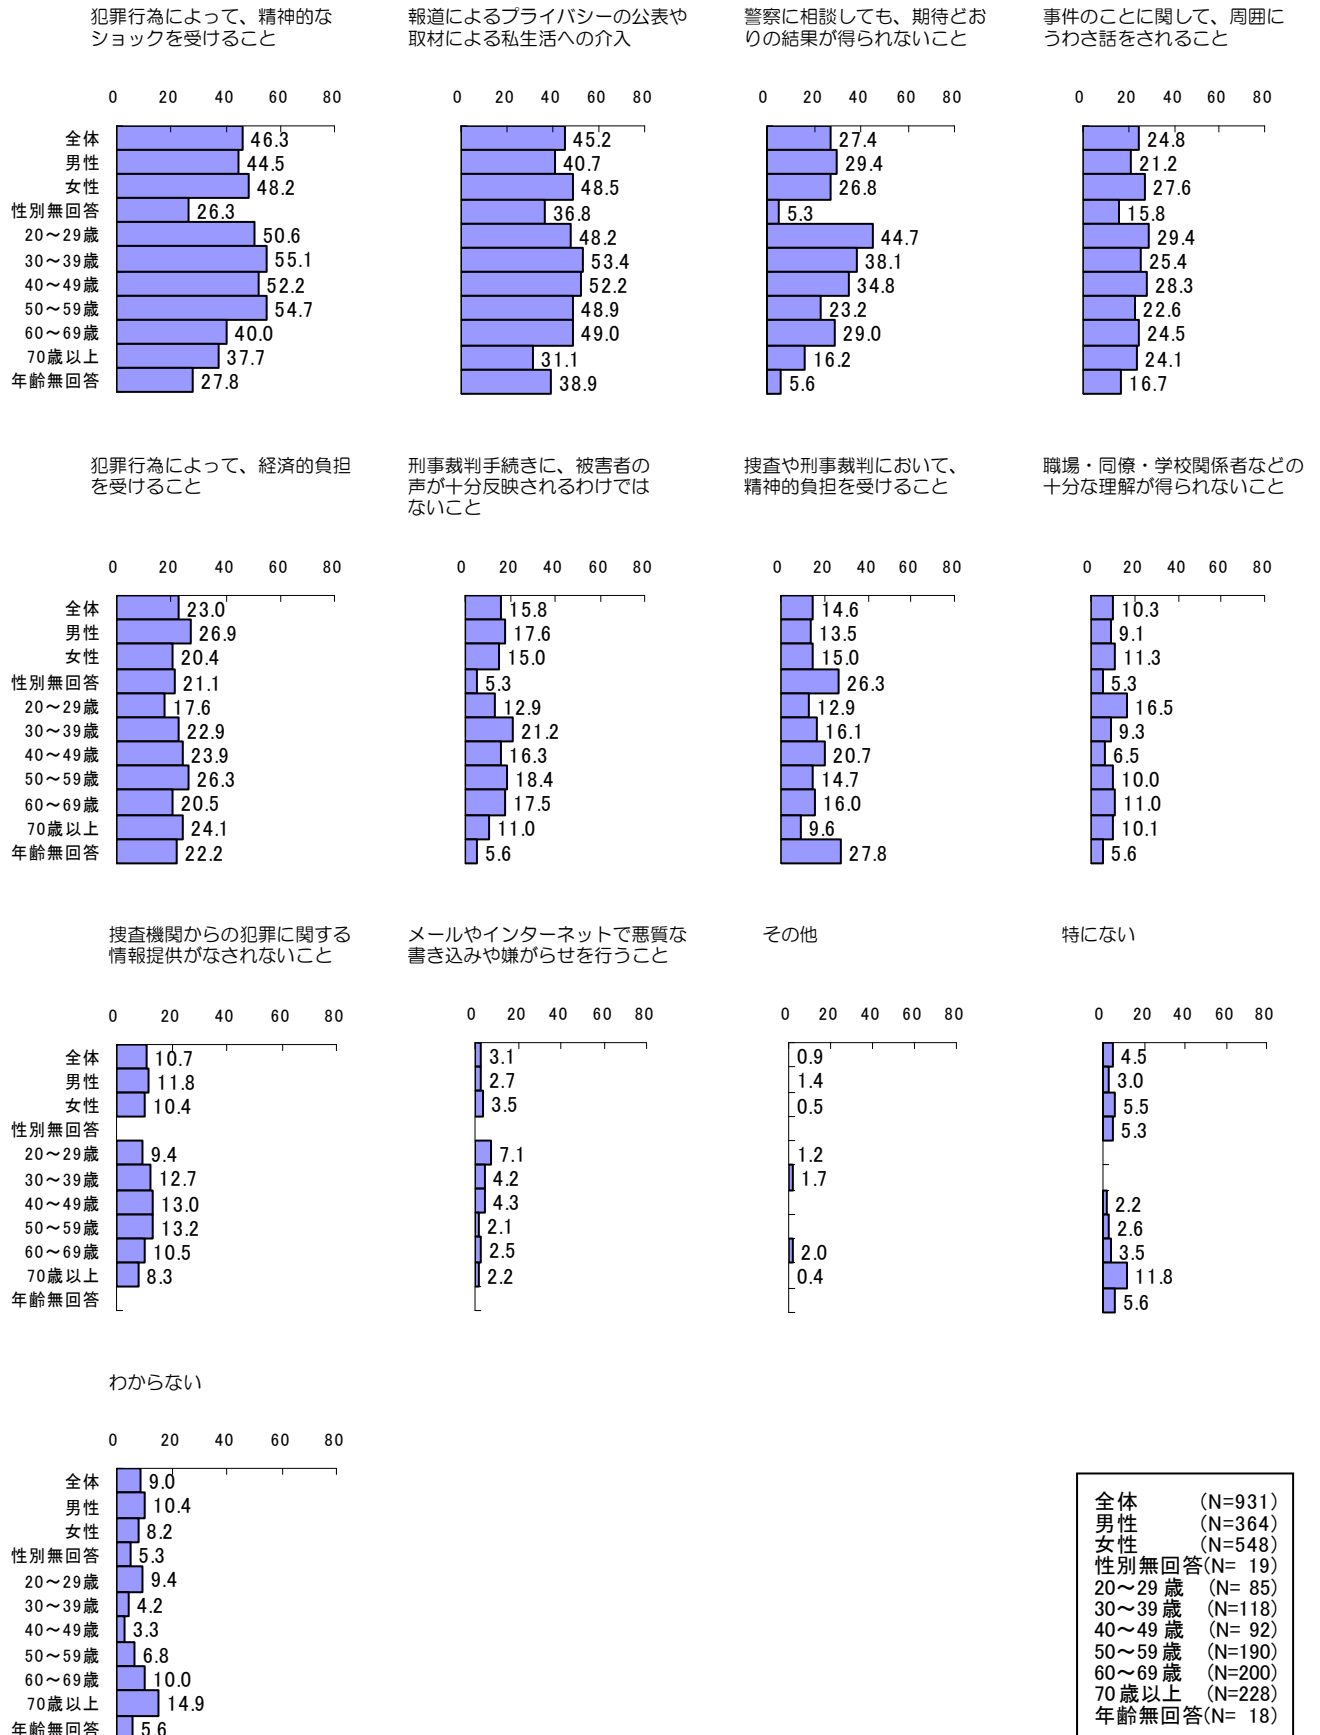 犯罪行為によって、精神的な
ショックを受けること
報道によるプライバシーの公表や
取材による私生活への介入
警察に相談しても、期待どお
りの結果が得られないこと
事件のことに関して、周囲に
うわさ話をされること
0 20 40 60 80 0 20 40 60 80 0 20 40 60 80 0 20 40 60 80
全体 46.3 45.2 27.4 24.8
男性 44.5 40.7 29.4 21.2
女性 48.2 48.5 26.8 27.6
性別無回答 26.3 36.8 5.3 15.8
20～29歳 50.6 48.2 44.7 29.4
30～39歳 55.1 53.4 38.1 25.4
40～49歳 52.2 52.2 34.8 28.3
50～59歳 54.7 48.9 23.2 22.6
60～69歳 40.0 49.0 29.0 24.5
70歳以上 37.7 31.1 16.2 24.1
年齢無回答 27.8 38.9 5.6 16.7
犯罪行為によって、経済的負担
を受けること
刑事裁判手続きに、被害者の
声が十分反映されるわけでは
ないこと
捜査や刑事裁判において、
精神的負担を受けること
職場・同僚・学校関係者などの
十分な理解が得られないこと
0 20 40 60 80 0 20 40 60 80 0 20 40 60 80 0 20 40 60 80
全体 23.0 15.8 14.6 10.3
男性 26.9 17.6 13.5 9.1
女性 20.4 15.0 15.0 11.3
性別無回答 21.1 5.3 26.3 5.3
20～29歳 17.6 12.9 12.9 16.5
30～39歳 22.9 21.2 16.1 9.3
40～49歳 23.9 16.3 20.7 6.5
50～59歳 26.3 18.4 14.7 10.0
60～69歳 20.5 17.5 16.0 11.0
70歳以上 24.1 11.0 9.6 10.1
年齢無回答 22.2 5.6 27.8 5.6
捜査機関からの犯罪に関する
情報提供がなされないこと
メールやインターネットで悪質な
書き込みや嫌がらせを行うこと
その他
特にない
0 20 40 60 80 0 20 40 60 80 0 20 40 60 80 0 20 40 60 80
全体 10.7 3.1 0.9 4.5
男性 11.8 2.7 1.4 3.0
女性 10.4 3.5 0.5 5.5
性別無回答 5.3
20～29歳 9.4 7.1 1.2
30～39歳 12.7 4.2 1.7
40～49歳 13.0 4.3 2.2
50～59歳 13.2 2.1 2.6
60～69歳 10.5 2.5 2.0 3.5
70歳以上 8.3 2.2 0.4 11.8
年齢無回答 5.6
わからない
0 20 40 60 80
全体 9.0
男性 10.4
女性 8.2
性別無回答 5.3
20～29歳 9.4
30～39歳 4.2
40～49歳 3.3
50～59歳 6.8
60～69歳 10.0
70歳以上 14.9
年齢無回答 5.6
全体 (N=931)
男性 (N=364)
女性 (N=548)
性別無回答(N= 19)
20～29歳 (N= 85)
30～39歳 (N=118)
40～49歳 (N= 92)
50～59歳 (N=190)
60～69歳 (N=200)
70歳以上 (N=228)
年齢無回答(N= 18)